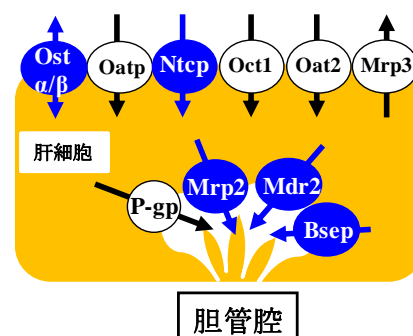 Ost
α/β
Oatp
Ntcp
Oct1
Oat2
Mrp3
肝細胞
Mrp2
Mdr2
P-gp
Bsep
胆管腔